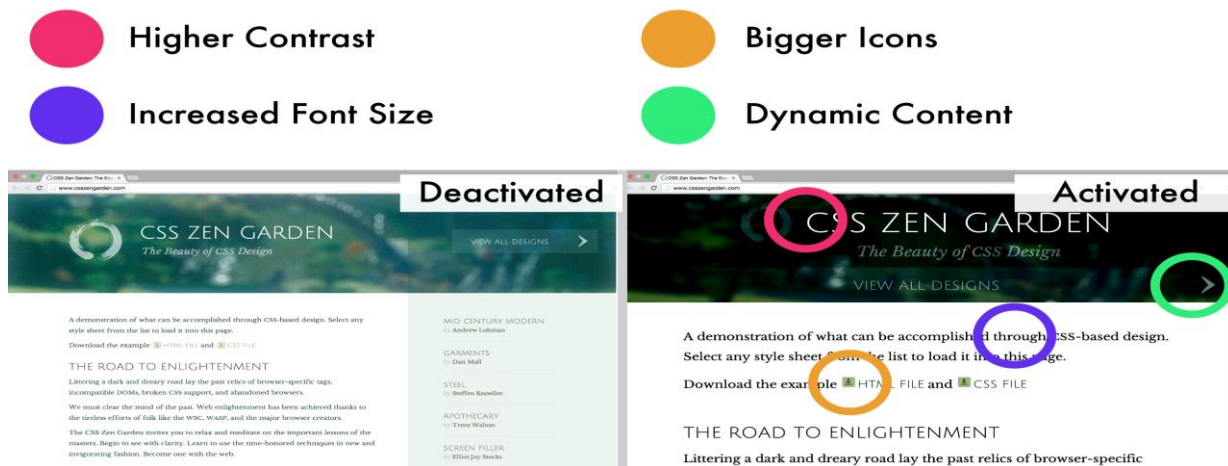 Higher Contrast
Bigger Icons
Increased Font Size
Dynamic Content
CSS Zen Garden: The Beau
www.csszengarden.com
Deactivated
CSS ZEN GARDEN
The Beauty of CSS Design
VIEW ALL DESIGNS
A demonstration of what can be accomplished through CSS-based design. Select any
style sheet from the list to load it into this page.
Download the example HTML FILE and CSS FILE
THE ROAD TO ENLIGHTENMENT
Littering a dark and dreary road lay the past relics of browser-specific tags,
incompatible DOMs, broken CSS support, and abandoned browsers.
We must clear the mind of the past. Web enlightenment has been achieved thanks to
the tireless efforts of folk like the W3C, WASP, and the major browser creators.
The CSS Zen Garden invites you to relax and meditate on the important lessons of the
masters. Begin to see with clarity. Learn to use the time-honored techniques in new and
invigorating fashion. Become one with the web.
MID CENTURY MODERN
by Andrew Lohman
GARMENTS
by Dan Mall
STEEL
by Steffen Knoeller
APOTHECARY
by Trent Walton
SCREEN FILLER
by Elliot Jay Stocks
CSS Zen Garden: The Beau
www.csszengarden.com
Activated
CSS ZEN GARDEN
The Beauty of CSS Design
VIEW ALL DESIGNS
A demonstration of what can be accomplished through CSS-based design.
Select any style sheet from the list to load it into this page.
Download the example HTML FILE and CSS FILE
THE ROAD TO ENLIGHTENMENT
Littering a dark and dreary road lay the past relics of browser-specific